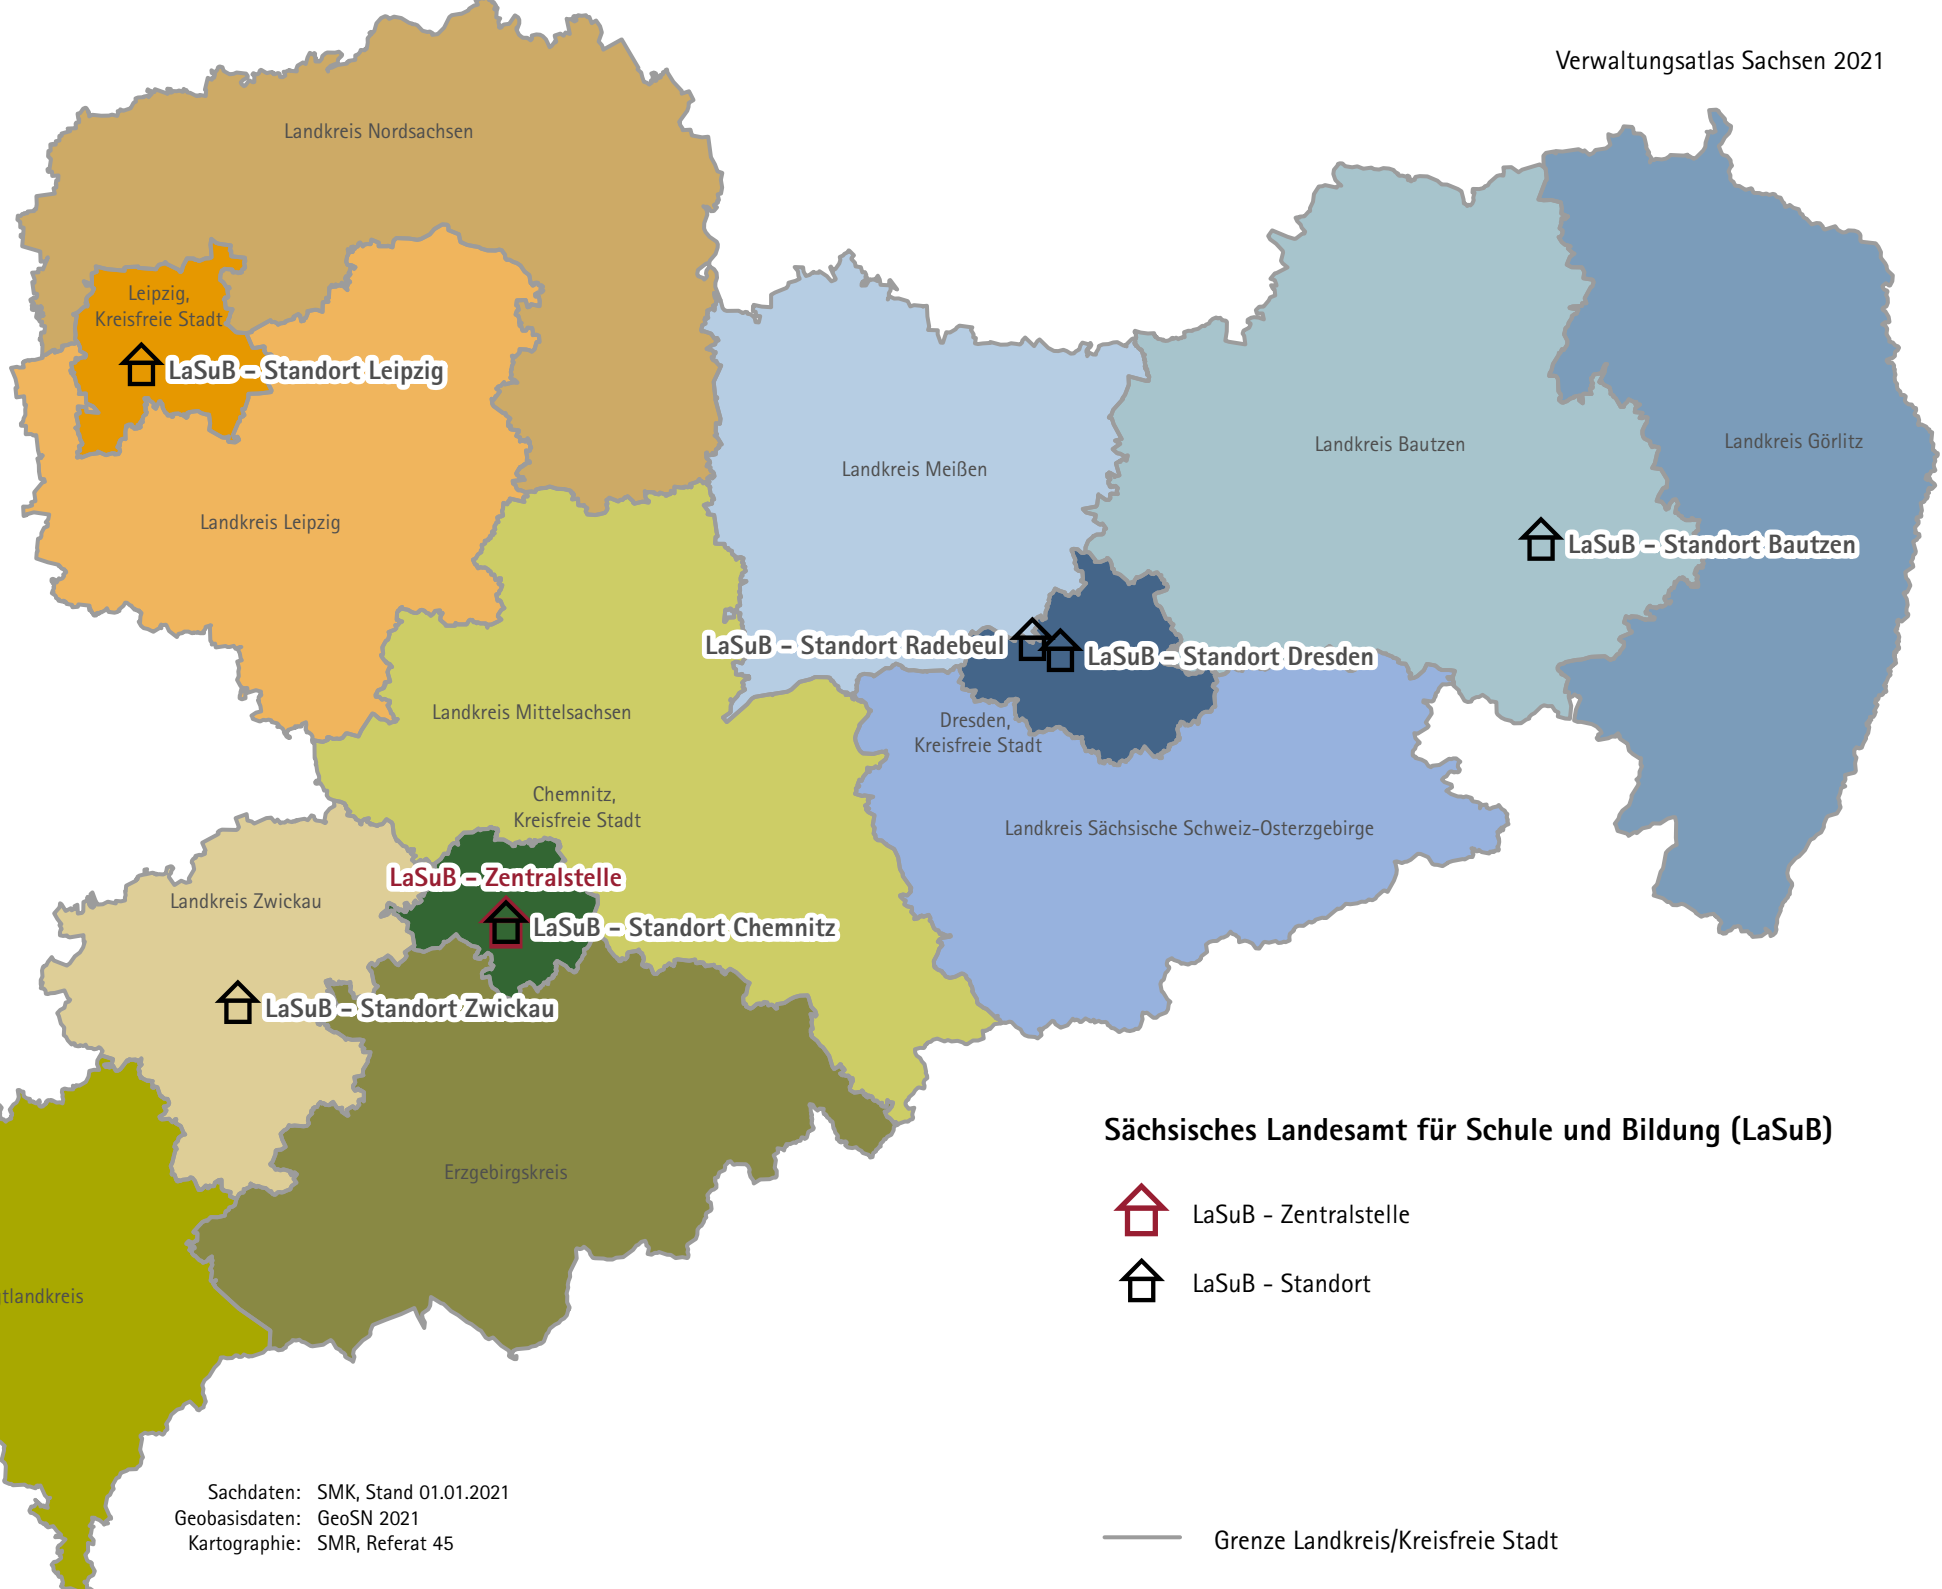 Verwaltungsatlas Sachsen 2021
Landkreis Nordsachsen
Leipzig,
Kreisfreie Stadt
LaSuB - Standort Leipzig
Landkreis Leipzig
Landkreis Meißen
Landkreis Bautzen
Landkreis Görlitz
LaSuB - Standort Bautzen
LaSuB - Standort Radebeul
LaSuB - Standort Dresden
Landkreis Mittelsachsen
Dresden,
Kreisfreie Stadt
Chemnitz,
Kreisfreie Stadt
Landkreis Sächsische Schweiz-Osterzgebirge
LaSuB - Zentralstelle
Landkreis Zwickau
LaSuB - Standort Chemnitz
LaSuB - Standort Zwickau
Erzgebirgskreis
tlandkreis
Sächsisches Landesamt für Schule und Bildung (LaSuB)
LaSuB - Zentralstelle
LaSuB - Standort
Sachdaten: SMK, Stand 01.01.2021
Geobasisdaten: GeoSN 2021
Kartographie: SMR, Referat 45
Grenze Landkreis/Kreisfreie Stadt